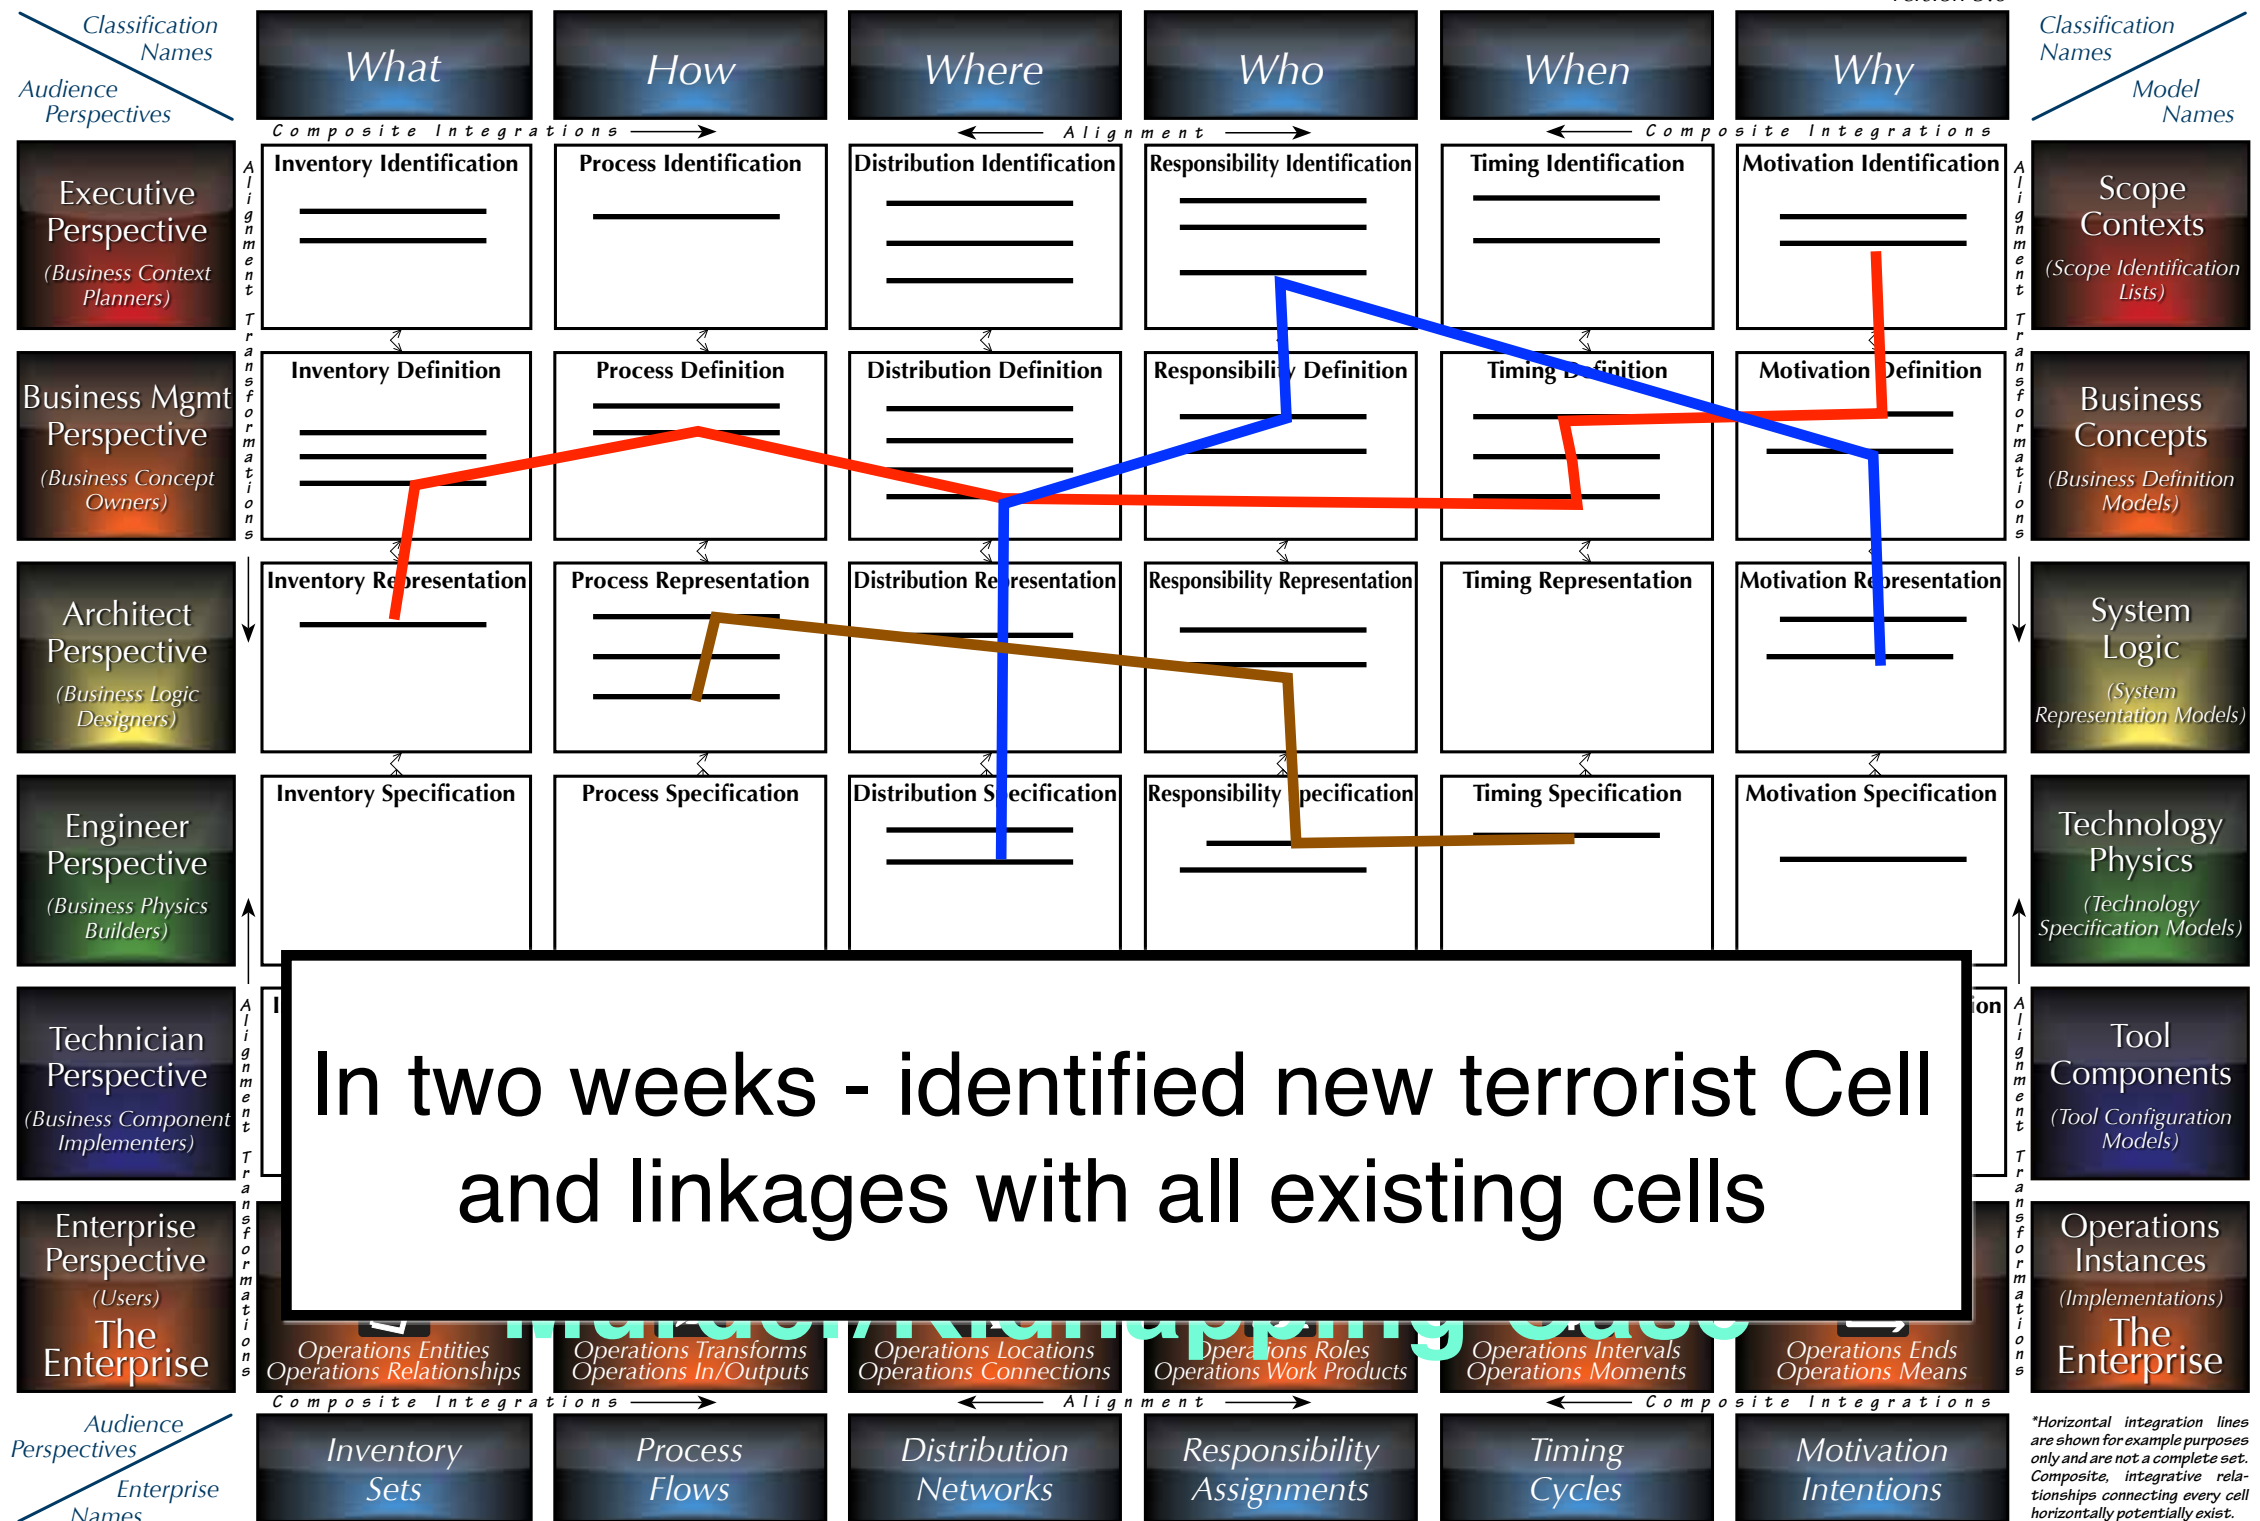 Classification
Names
Audience
Perspectives
What
How
Where
Who
When
Why
Classification
Names
Model
Names
Composite Integrations
Alignment
Composite Integrations
Executive
Perspective
(Business Context
Planners)
Alignment
Transformations
Inventory Identification
Process Identification
Distribution Identification
Responsibility Identification
Timing Identification
Motivation Identification
Alignment
Transformations
Scope
Contexts
(Scope Identification
Lists)
Business Mgmt
Perspective
(Business Concept
Owners)
Inventory Definition
Process Definition
Distribution Definition
Responsibility Definition
Timing Definition
Motivation Definition
Business
Concepts
(Business Definition
Models)
Architect
Perspective
(Business Logic
Designers)
Inventory Representation
Process Representation
Distribution Representation
Responsibility Representation
Timing Representation
Motivation Representation
System
Logic
(System
Representation Models)
Engineer
Perspective
(Business Physics
Builders)
Inventory Specification
Process Specification
Distribution Specification
Responsibility Specification
Timing Specification
Motivation Specification
Technology
Physics
(Technology
Specification Models)
Technician
Perspective
(Business Component
Implementers)
Alignment
Transformations
In two weeks - identified new terrorist Cell
and linkages with all existing cells
Alignment
Transformations
Tool
Components
(Tool Configuration
Models)
Enterprise
Perspective
(Users)
The
Enterprise
Murder/Kidnapping Case
Operations Entities
Operations Relationships
Operations Transforms
Operations In/Outputs
Operations Locations
Operations Connections
Operations Roles
Operations Work Products
Operations Intervals
Operations Moments
Operations Ends
Operations Means
Operations
Instances
(Implementations)
The
Enterprise
Composite Integrations
Alignment
Composite Integrations
Audience
Perspectives
Enterprise
Names
Inventory
Sets
Process
Flows
Distribution
Networks
Responsibility
Assignments
Timing
Cycles
Motivation
Intentions
*Horizontal integration lines
are shown for example purposes
only and are not a complete set.
Composite, integrative rela-
tionships connecting every cell
horizontally potentially exist.